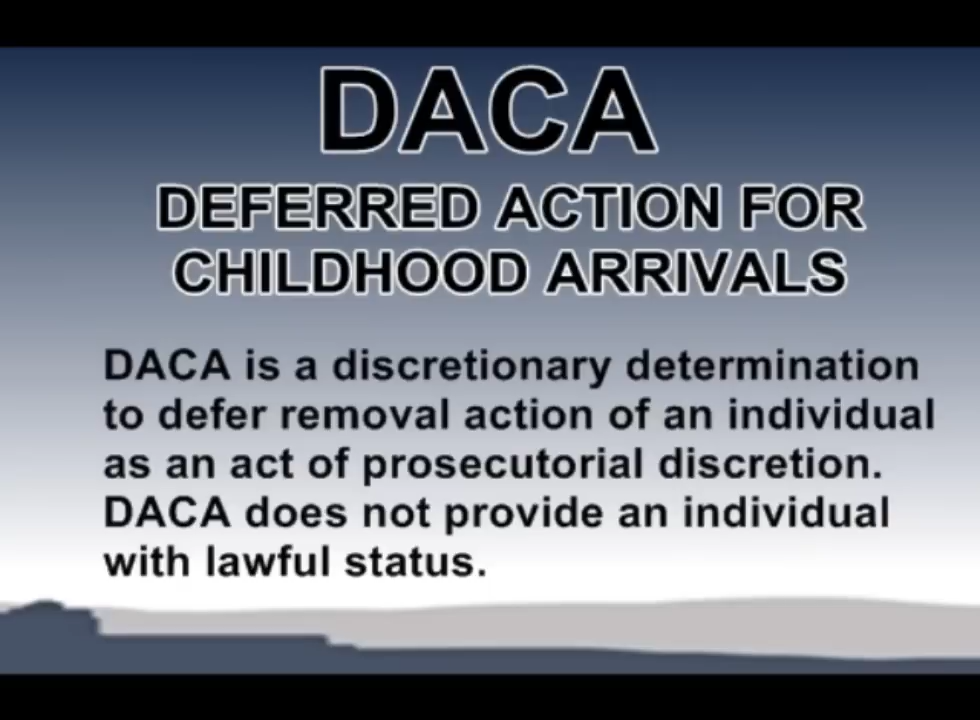 DACA
DEFERRED ACTION FOR
CHILDHOOD ARRIVALS
DACA is a discretionary determination
to defer removal action of an individual
as an act of prosecutorial discretion.
DACA does not provide an individual
with lawful status.